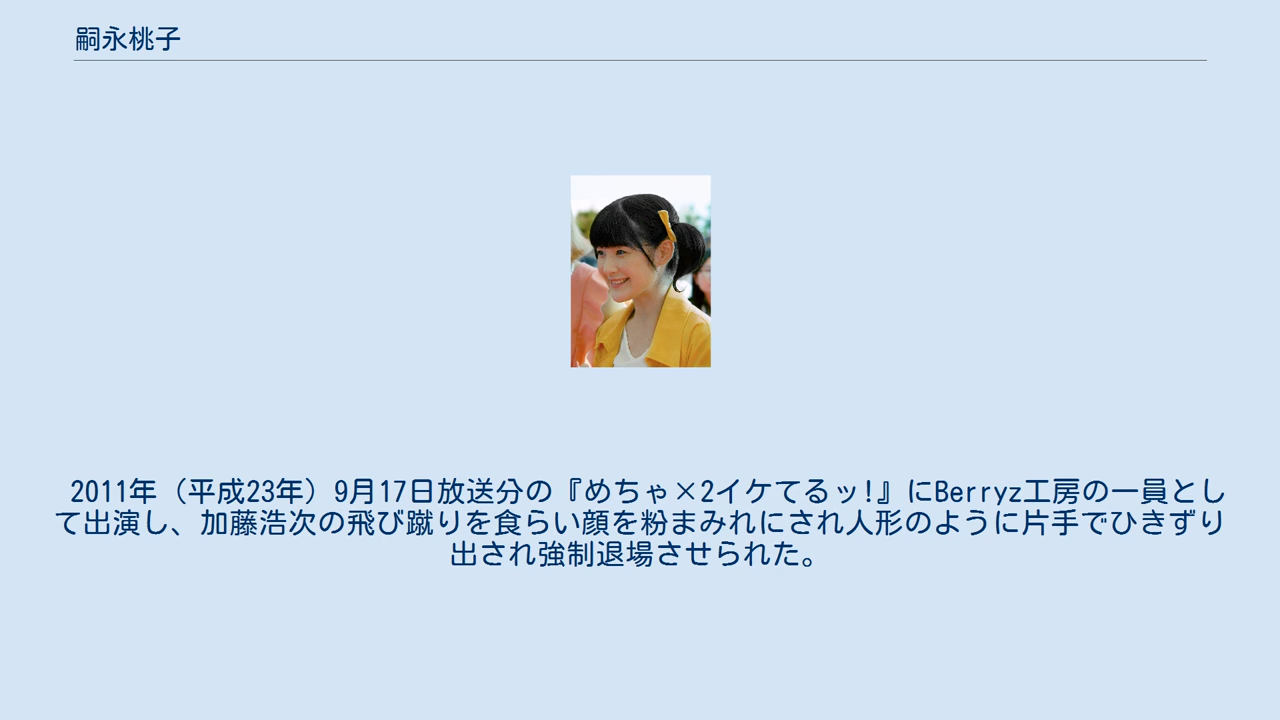 嗣永桃子
2011年（平成23年）9月17日放送分の『めちゃ×2イケてるッ!』にBerryz工房の一員とし
て出演し、加藤浩次の飛び蹴りを食らい顔を粉まみれにされ人形のように片手でひきずり
出され強制退場させられた。